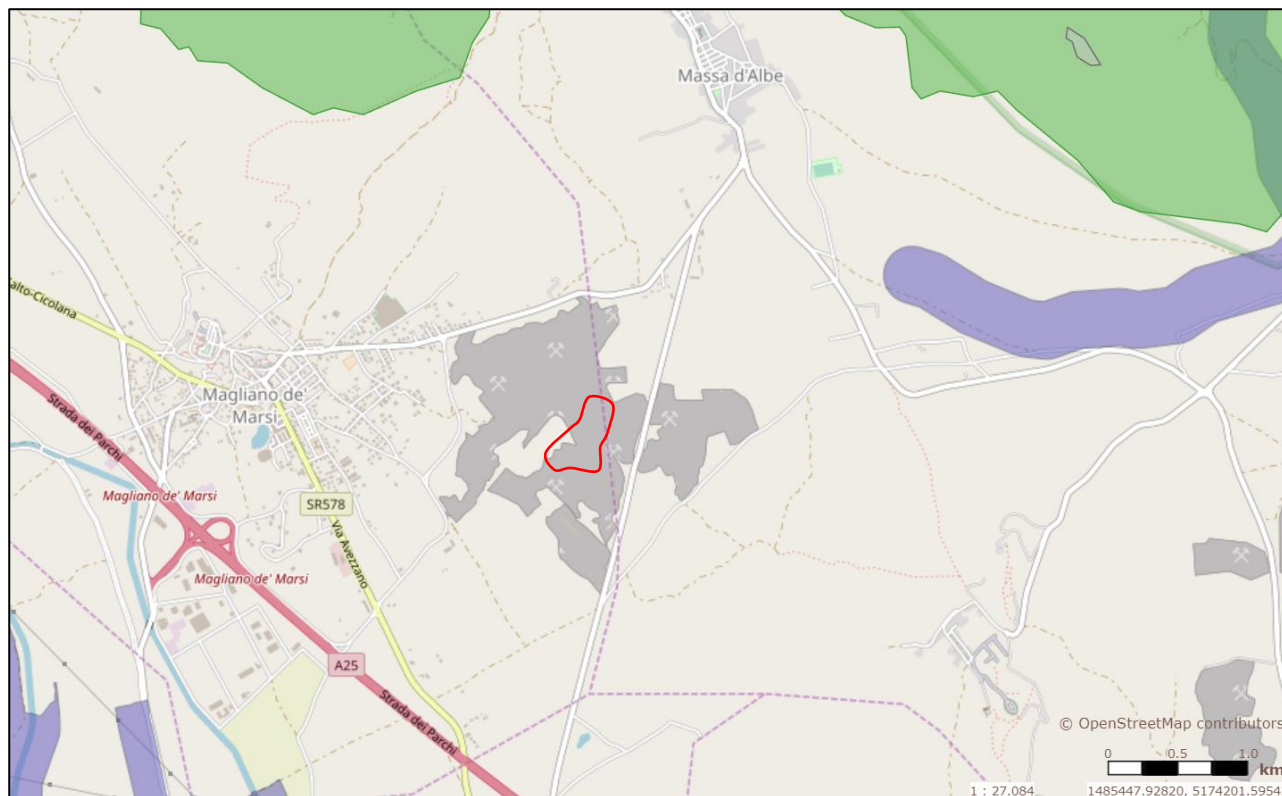 Massa d'Albe
alto-Cicolana
Magliano de'
Marsi
Strada dei Parchi
Magliano de' Marsi
SR578
Via Avezzano
Magliano de' Marsi
A25
Strada dei Parchi
© OpenStreetMap contributors
0 0.5 1.0
km
1 : 27.084 1485447.92820, 5174201.5954